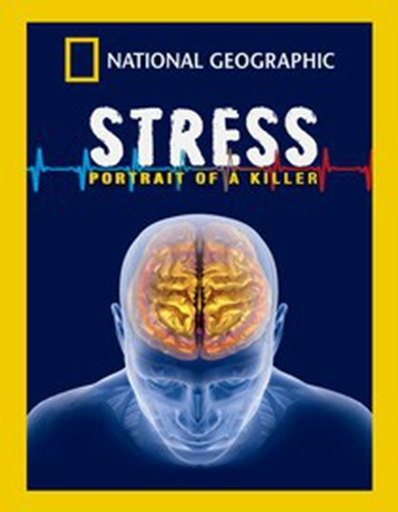 NATIONAL GEOGRAPHIC
STRESS
PORTRAIT OF A KILLER